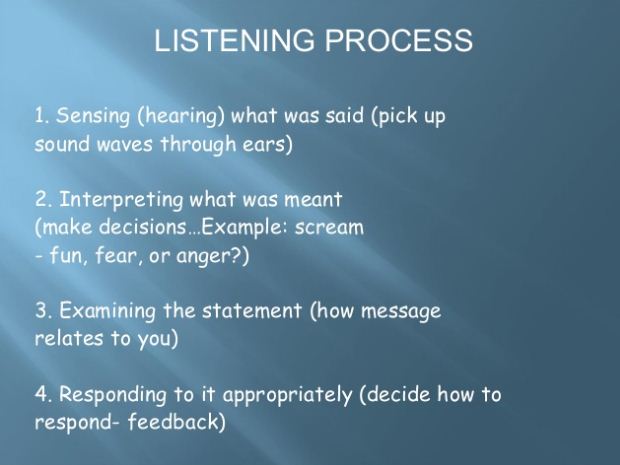 LISTENING PROCESS
1. Sensing (hearing) what was said (pick up
sound waves through ears)
2. Interpreting what was meant
(make decisions…Example: scream
- fun, fear, or anger?)
3. Examining the statement (how message
relates to you)
4. Responding to it appropriately (decide how to
respond- feedback)